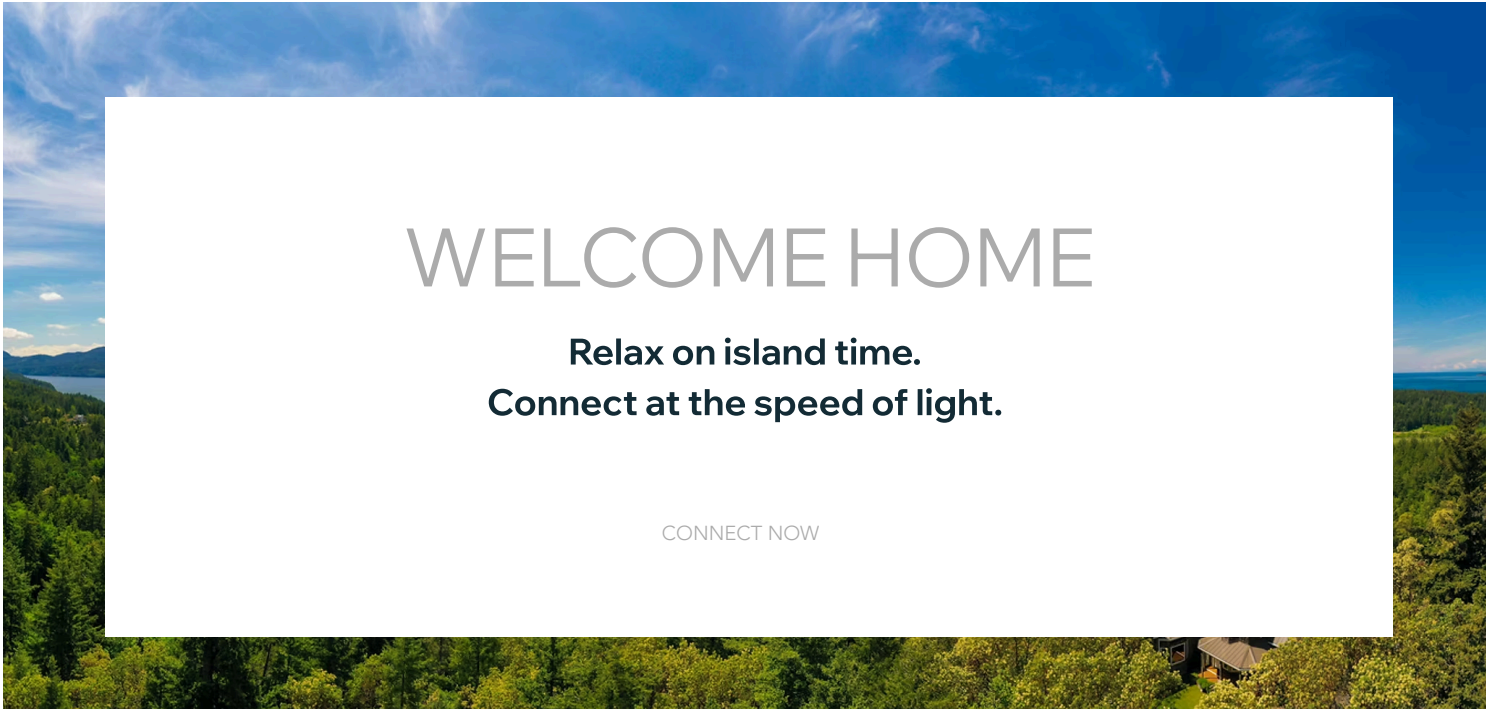 WELCOME HOME
Relax on island time.
Connect at the speed of light.
CONNECT NOW